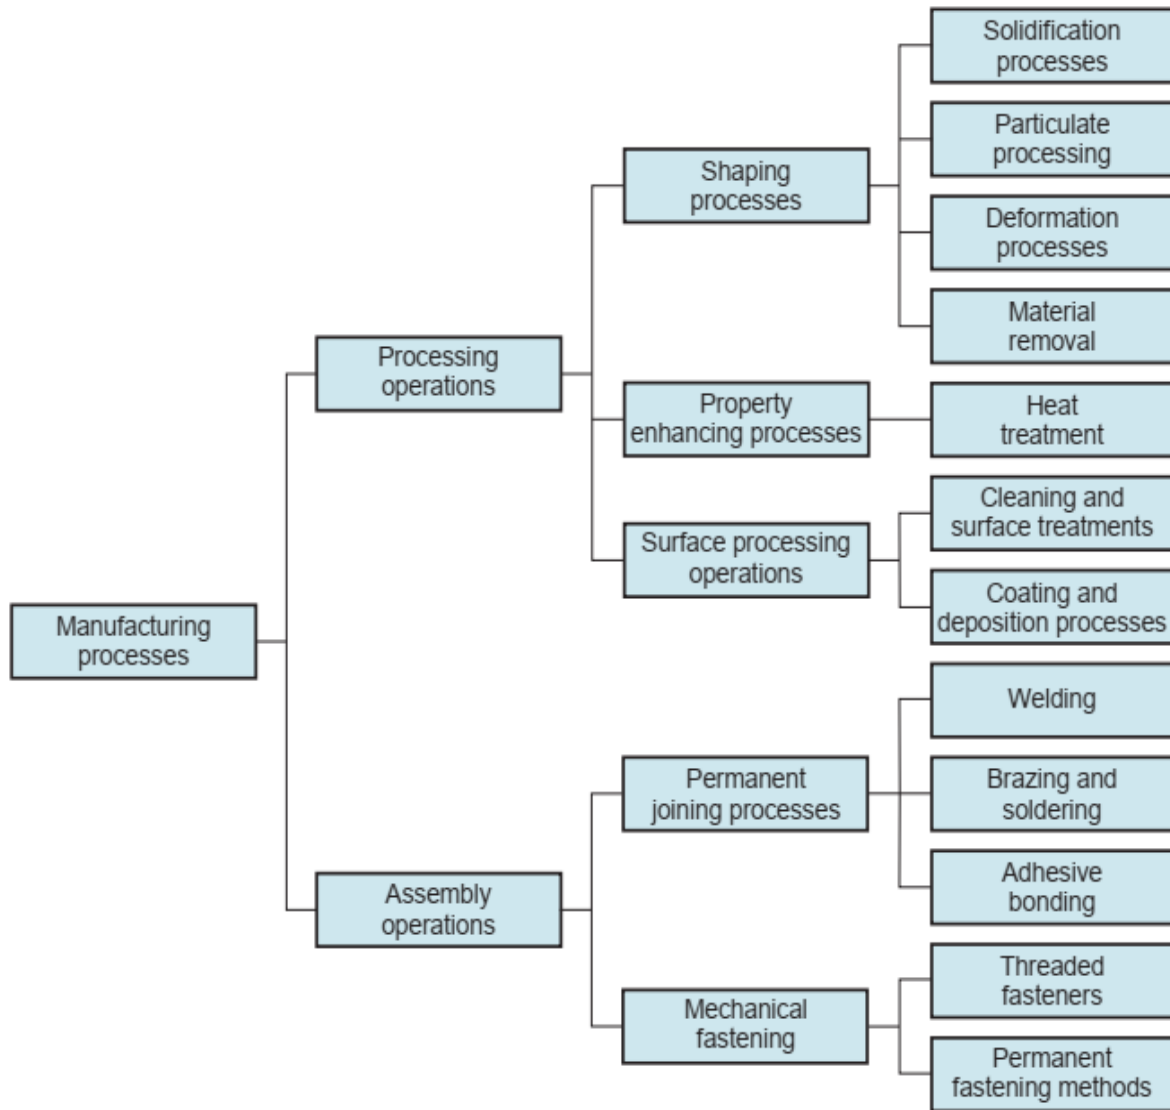 Solidification
processes
Particulate
processing
Shaping
processes
Deformation
processes
Material
removal
Processing
operations
Property
enhancing processes
Heat
treatment
Cleaning and
surface treatments
Surface processing
operations
Coating and
deposition processes
Manufacturing
processes
Welding
Permanent
joining processes
Brazing and
soldering
Adhesive
bonding
Assembly
operations
Threaded
fasteners
Mechanical
fastening
Permanent
fastening methods